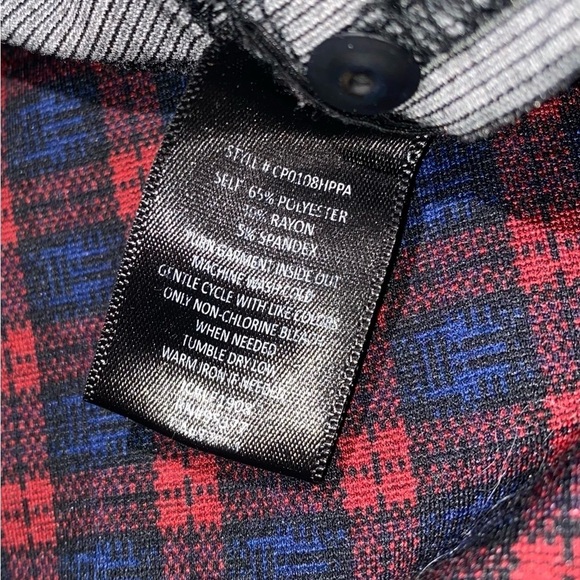 STYLE # CP0108HPPA
SELF 65% POLYESTER
30% RAYON
5% SPANDEX
TURN GARMENT INSIDE OUT
MACHINE WASH COLD
GENTLE CYCLE WITH LIKE COLORS
ONLY NON-CHLORINE BLEACH
WHEN NEEDED
TUMBLE DRY LOW
WARM IRON IF NEEDED